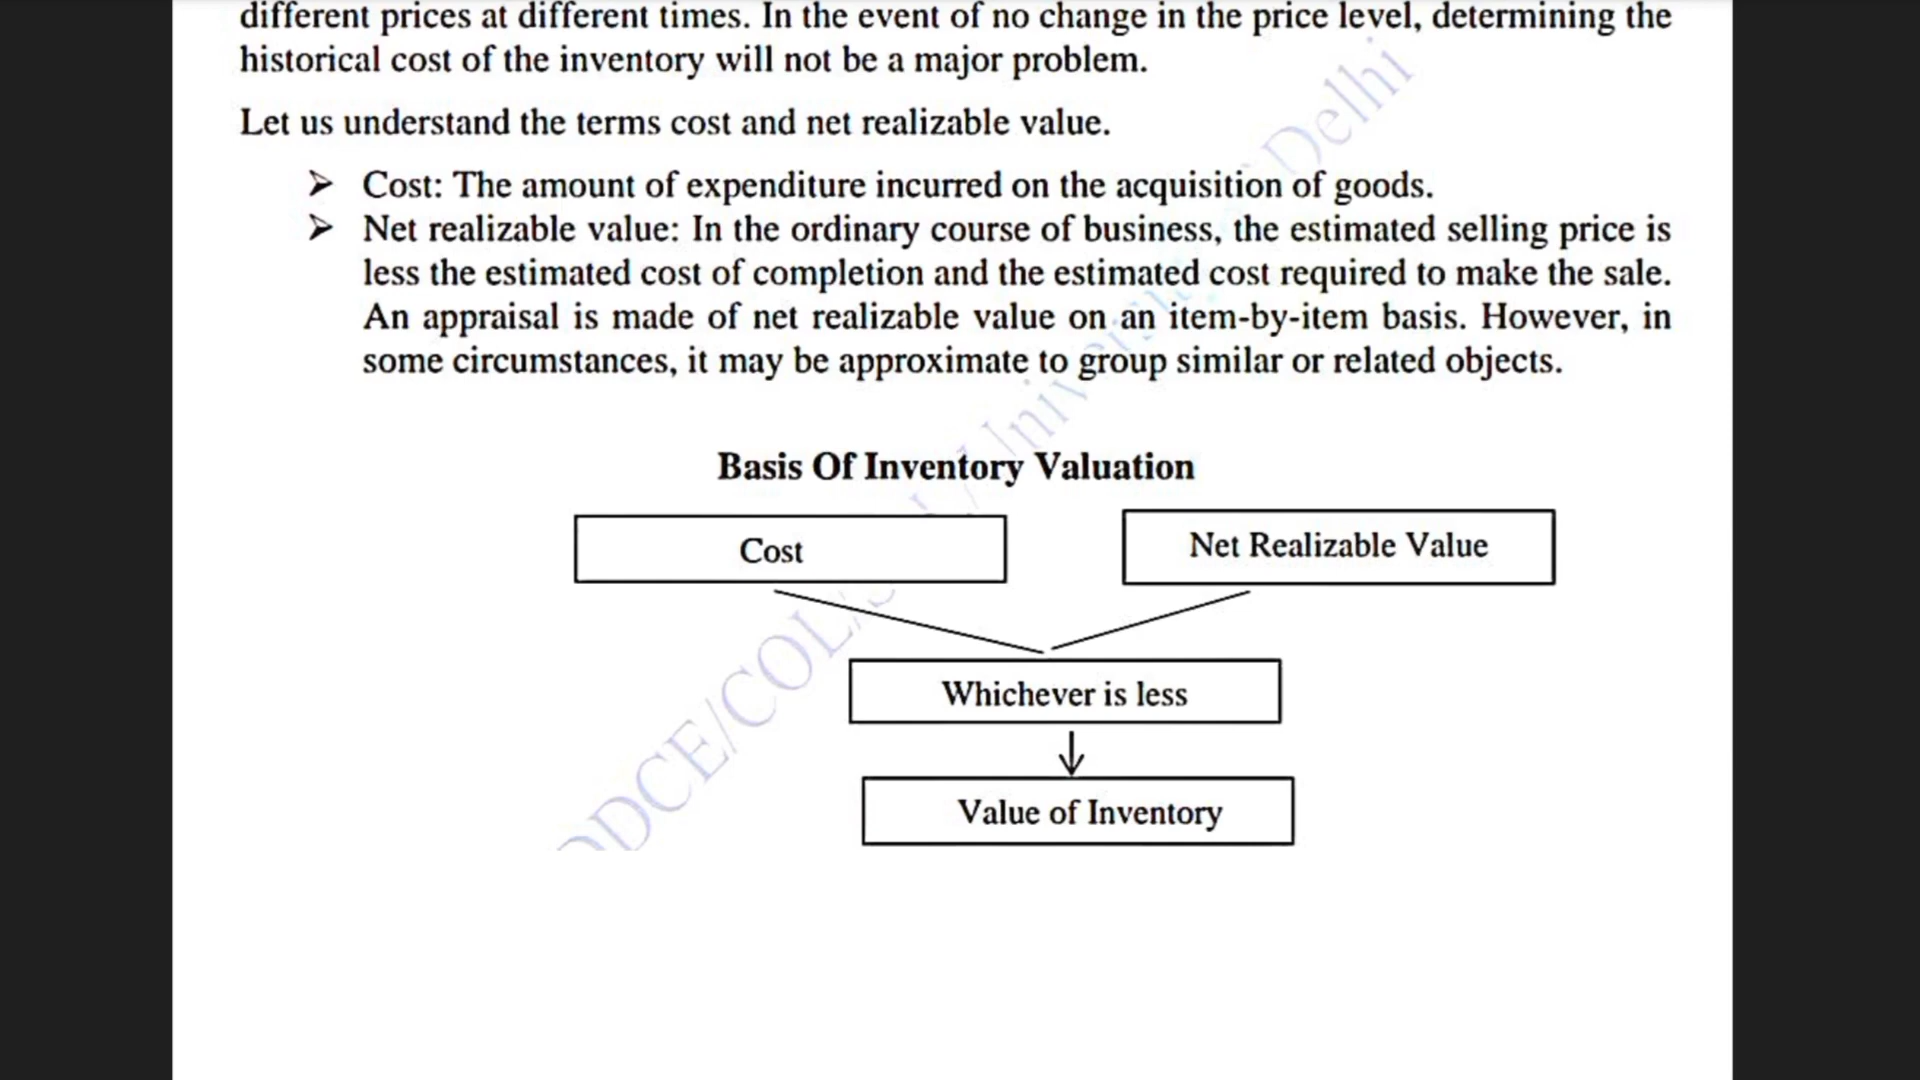 different prices at different times. In the event of no change in the price level, determining the
historical cost of the inventory will not be a major problem.
Let us understand the terms cost and net realizable value.
➢ Cost: The amount of expenditure incurred on the acquisition of goods.
➢ Net realizable value: In the ordinary course of business, the estimated selling price is
less the estimated cost of completion and the estimated cost required to make the sale.
An appraisal is made of net realizable value on an item-by-item basis. However, in
some circumstances, it may be approximate to group similar or related objects.
Basis Of Inventory Valuation
Cost
Net Realizable Value
Whichever is less
Value of Inventory